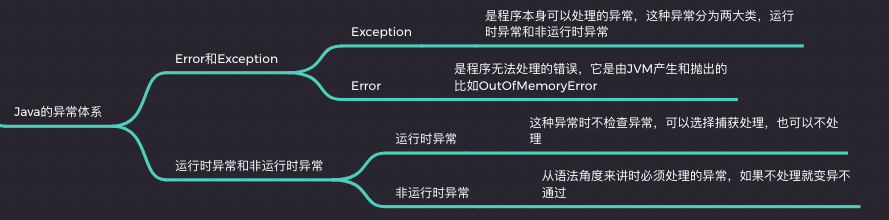 Java的异常体系
Error和Exception
Exception
是程序本身可以处理的异常，这种异常分为两大类，运行
时异常和非运行时异常
Error
是程序无法处理的错误，它是由JVM产生和抛出的
比如OutOfMemoryError
运行时异常和非运行时异常
运行时异常
这种异常时不检查异常，可以选择捕获处理，也可以不处
理
非运行时异常
从语法角度来讲时必须处理的异常，如果不处理就变异不
通过